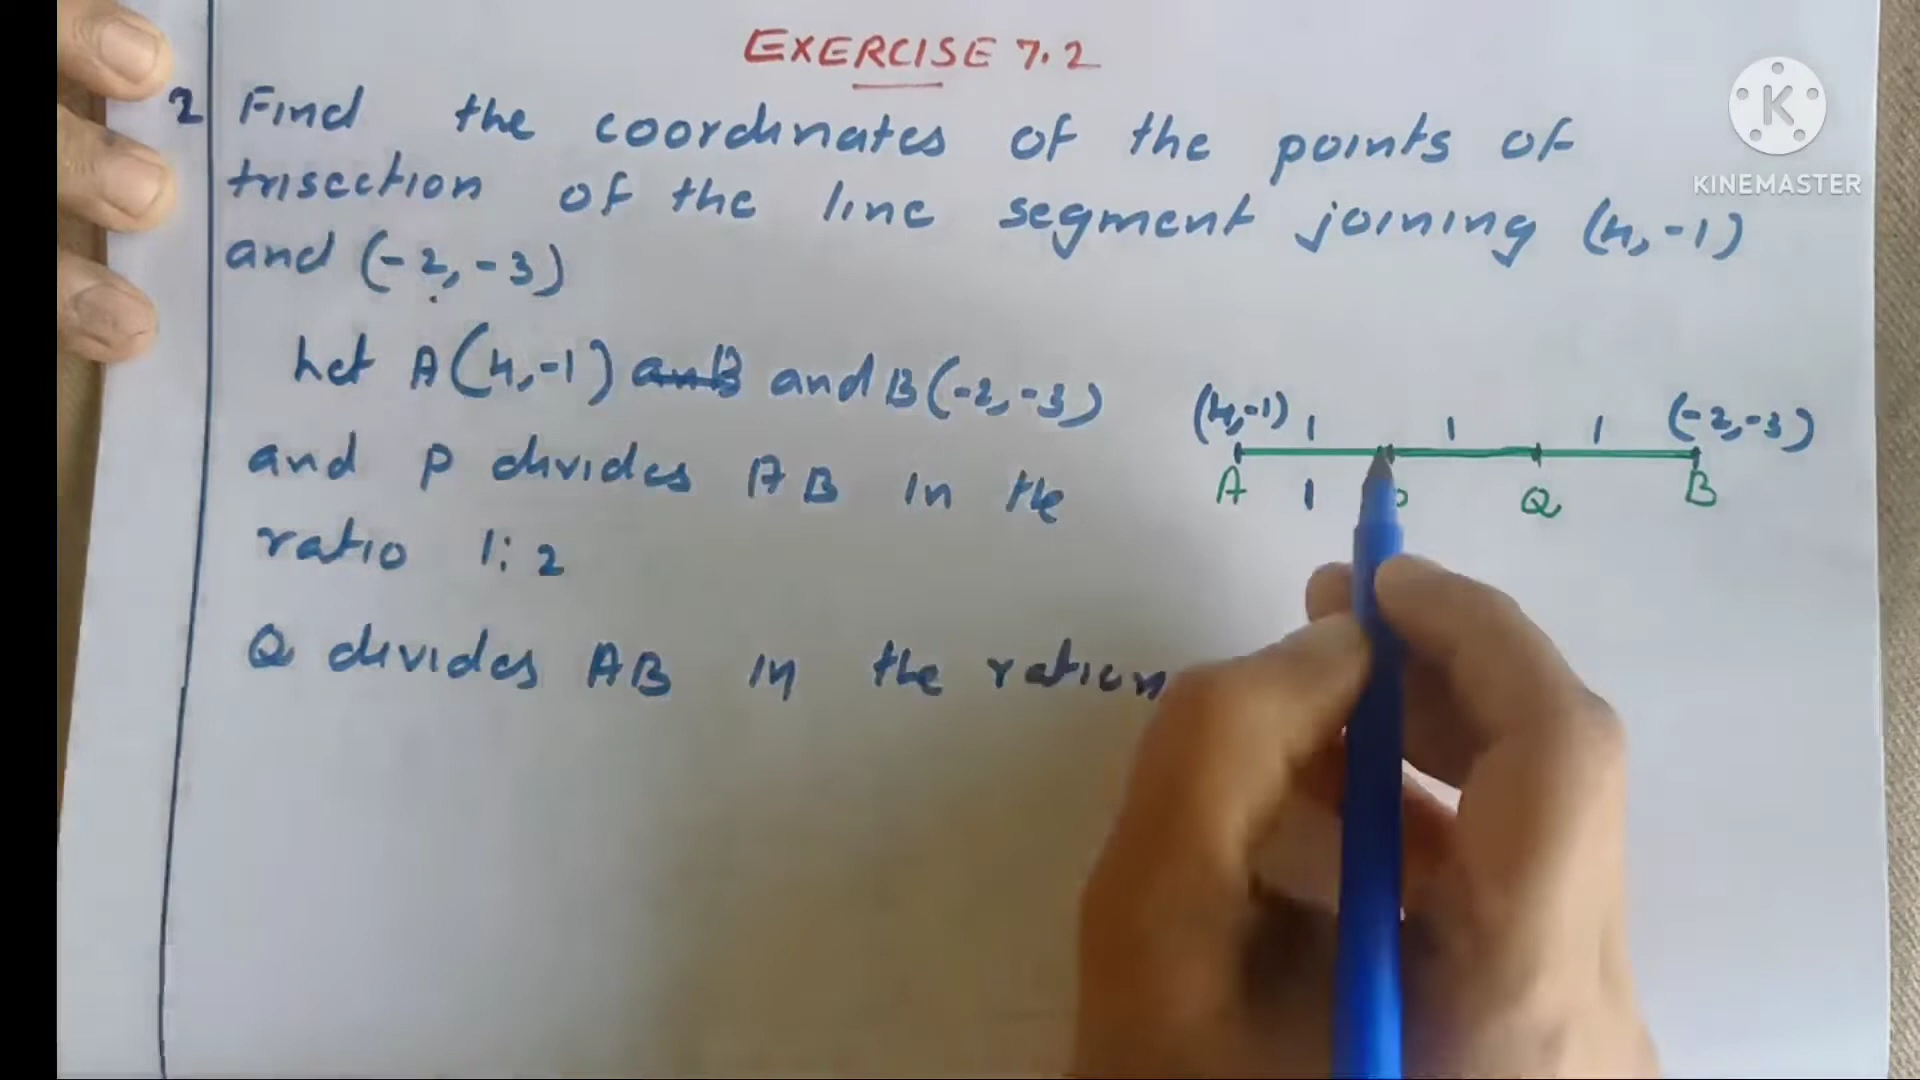 EXERCISE 7.2
2 Find the coordinates of the points of
trisection of the line segment joining (4, -1)
and (-2, -3)
Let A(4, -1) and B(-2, -3)
and P divides AB in the
ratio 1:2
Q divides AB in the ration
(4, -1) 1 1 1 (-2, -3)
A 1 Q B
K
KINEMASTER